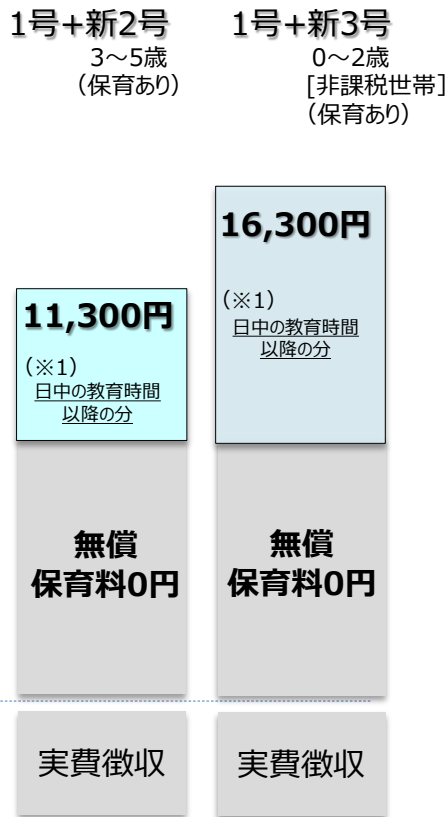 1号+新2号
3～5歳
（保育あり）
1号+新3号
0～2歳
[非課税世帯]
（保育あり）
11,300円
（※1）
日中の教育時間
以降の分
無償
保育料0円
実費徴収
16,300円
（※1）
日中の教育時間
以降の分
無償
保育料0円
実費徴収